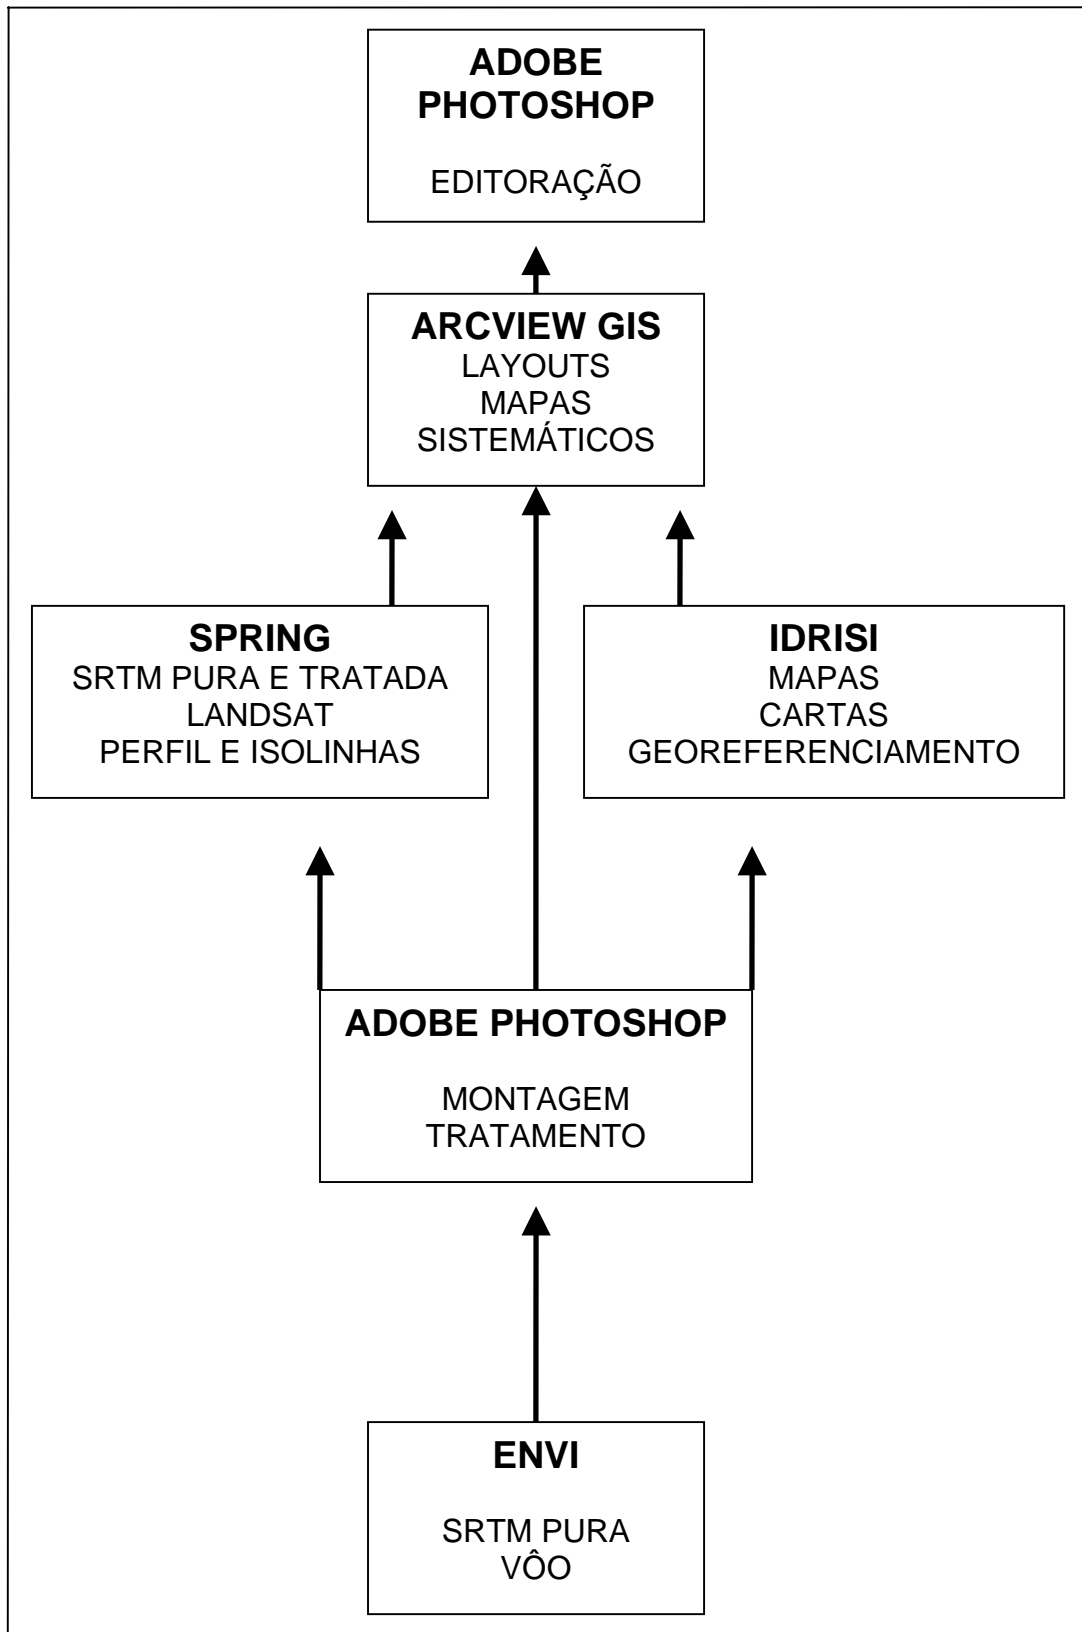 ADOBE
PHOTOSHOP
EDITORAÇÃO
ARCVIEW GIS
LAYOUTS
MAPAS
SISTEMÁTICOS
SPRING
SRTM PURA E TRATADA
LANDSAT
PERFIL E ISOLINHAS
IDRISI
MAPAS
CARTAS
GEOREFERENCIAMENTO
ADOBE PHOTOSHOP
MONTAGEM
TRATAMENTO
ENVI
SRTM PURA
VÔO